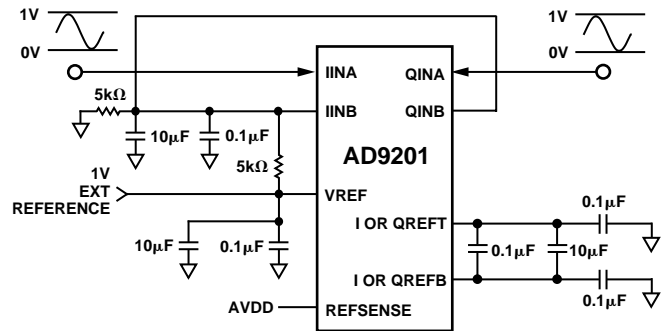 1V
0V
1V
0V
IINA
QINA
5kΩ
IINB
QINB
10µF
0.1µF
AD9201
5kΩ
1V
EXT
REFERENCE
VREF
0.1µF
I OR QREFT
10µF
0.1µF
0.1µF
10µF
I OR QREFB
AVDD
REFSENSE
0.1µF